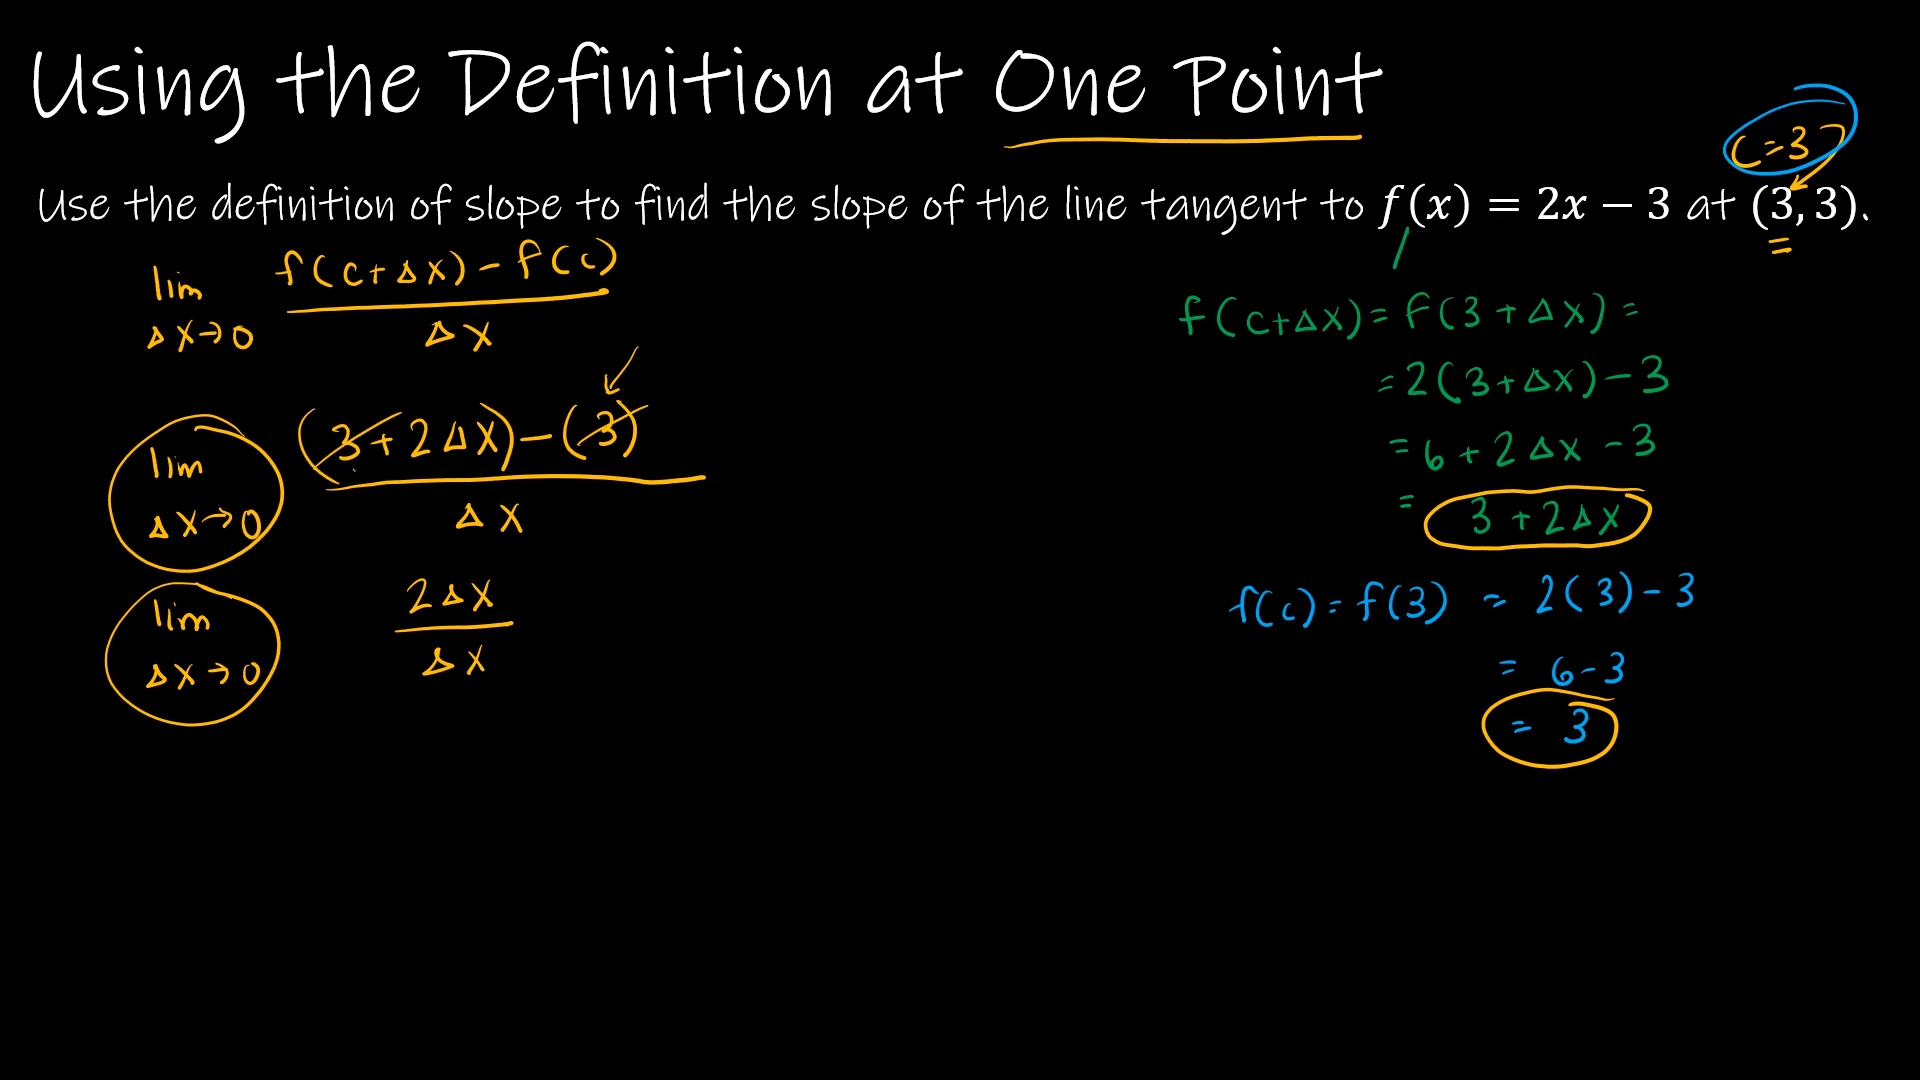 Using the Definition at One Point
C=3
Use the definition of slope to find the slope of the line tangent to f(x) = 2x − 3 at (3, 3).
lim Δx→0 f(c+Δx) - f(c) / Δx
lim Δx→0 (3+2Δx) - (3) / Δx
lim Δx→0 2Δx / Δx
f(c+Δx) = f(3+Δx) =
= 2(3+Δx) - 3
= 6 + 2Δx - 3
= 3 + 2Δx
f(c) = f(3) = 2(3) - 3
= 6 - 3
= 3